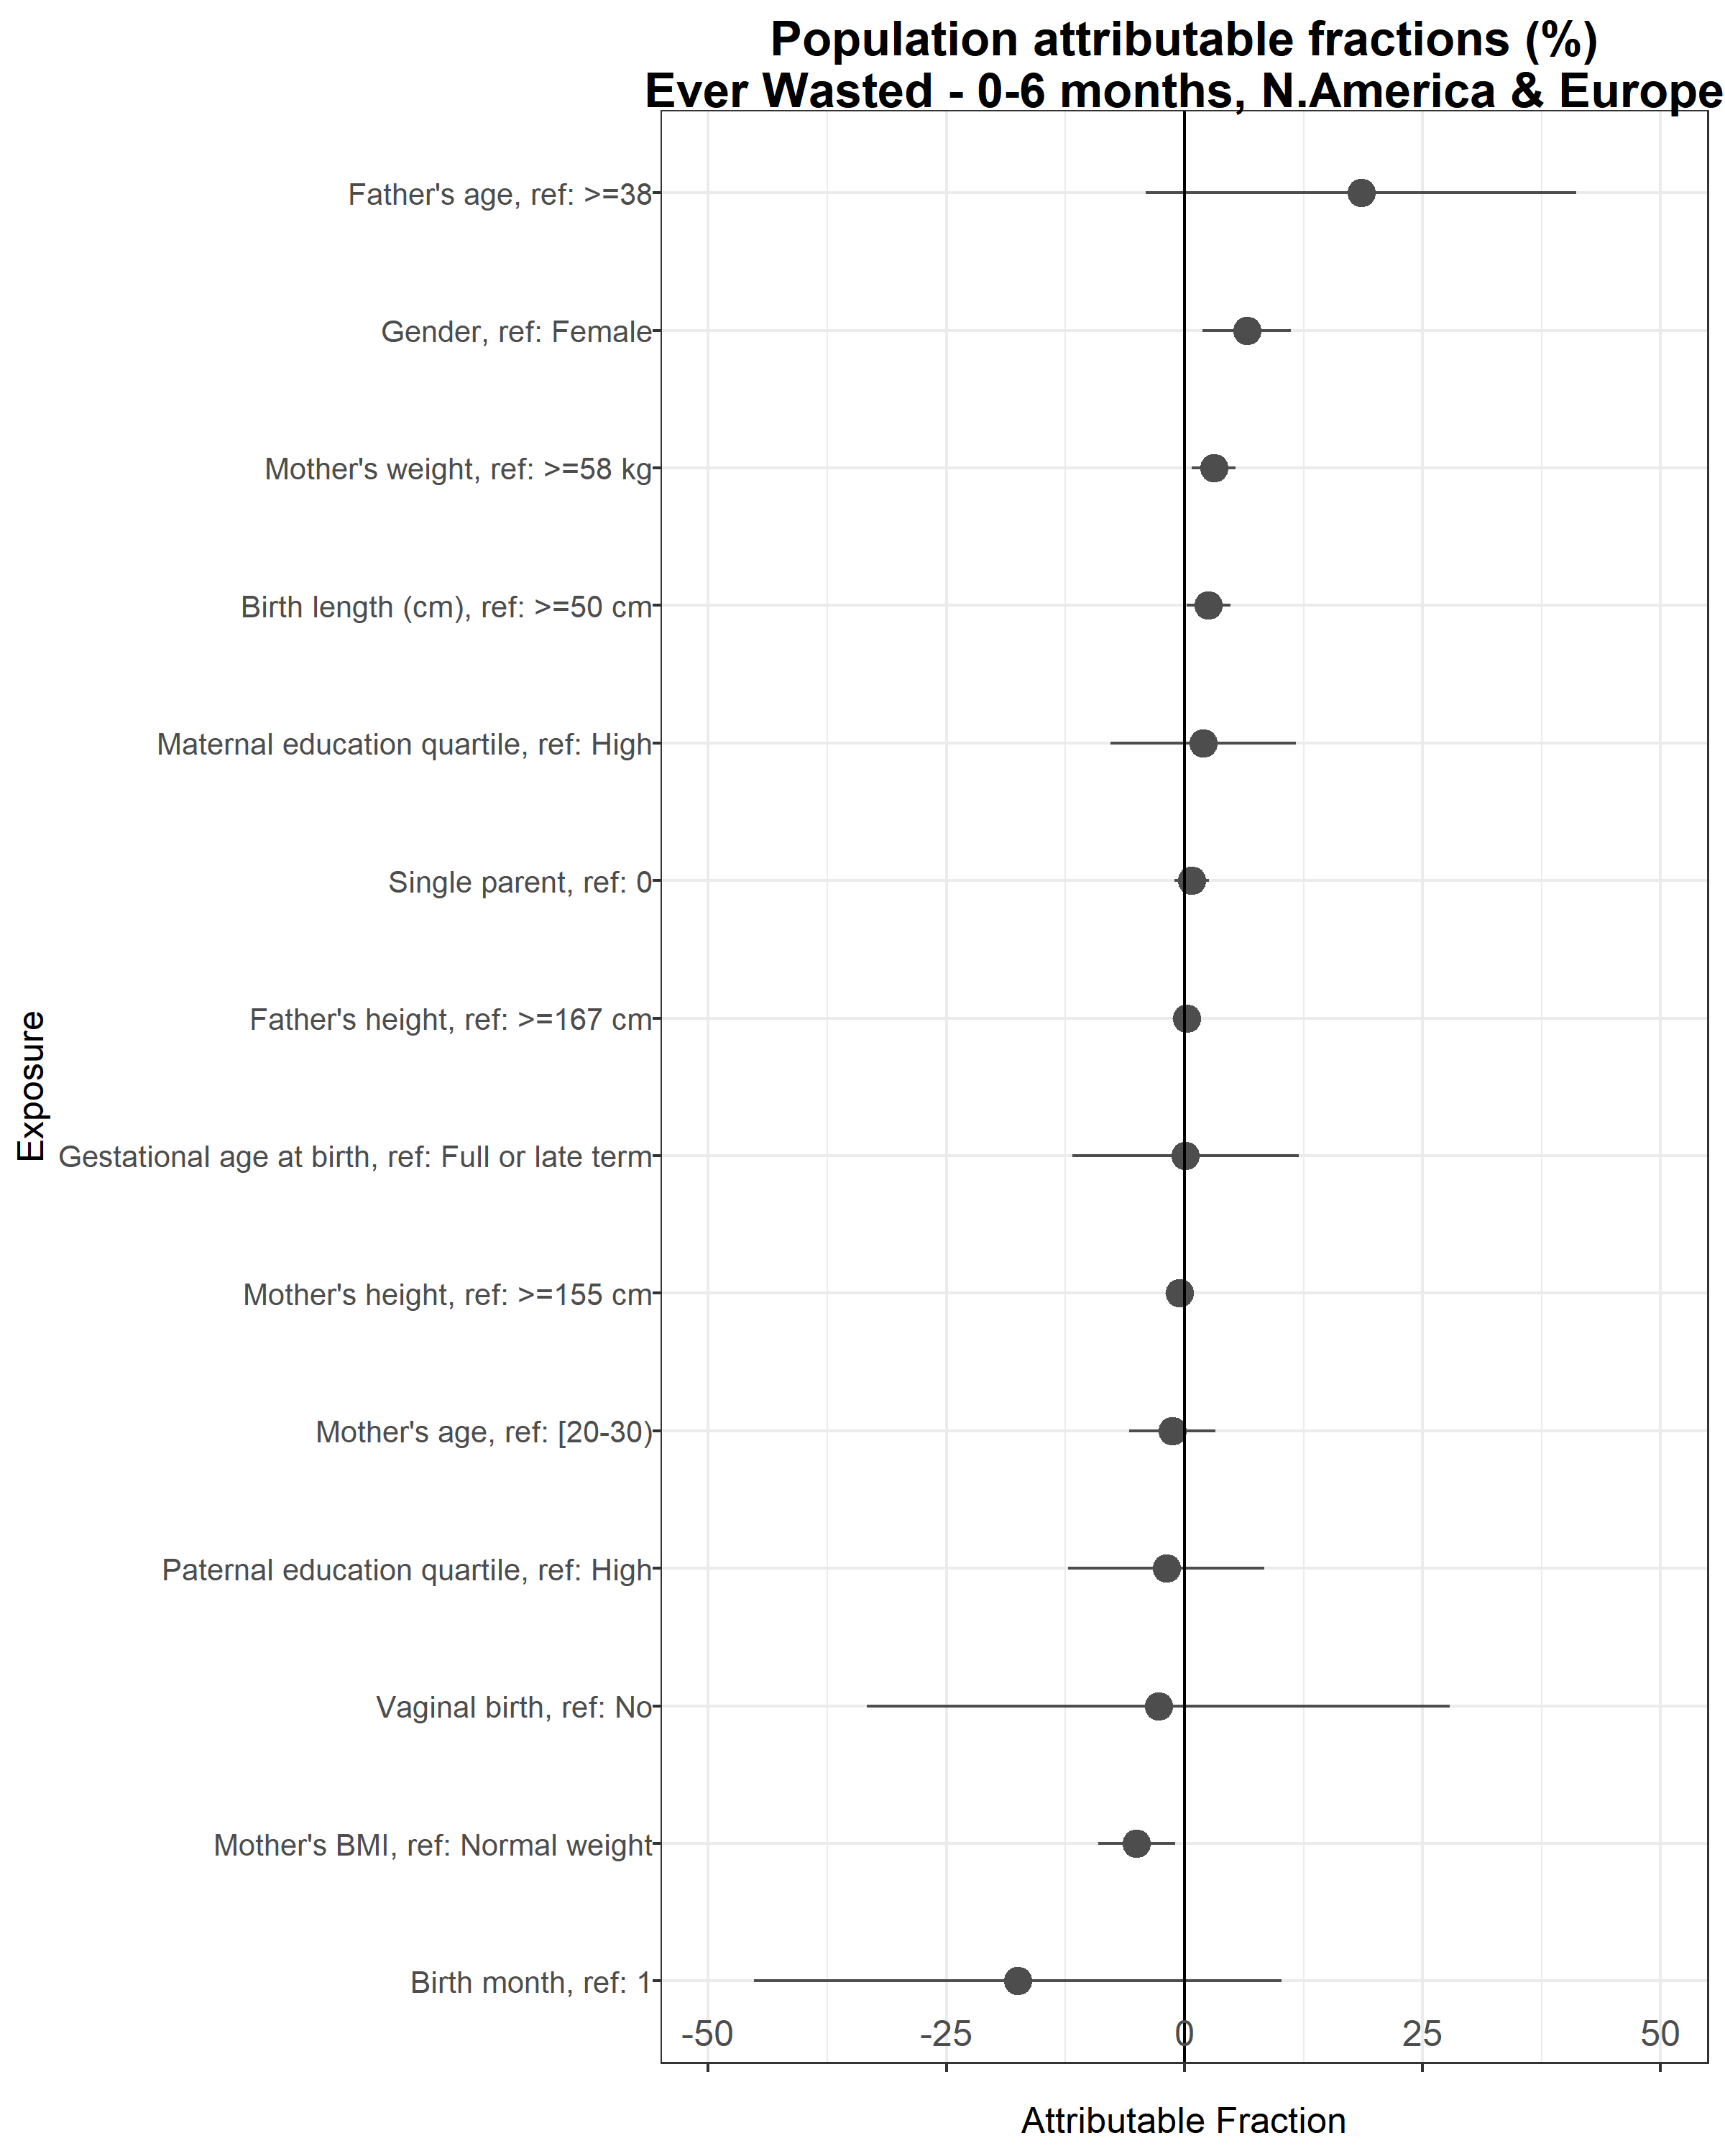 Population attributable fractions (%)
Ever Wasted - 0-6 months, N.America & Europe
Father's age, ref: >=38
Gender, ref: Female
Mother's weight, ref: >=58 kg
Birth length (cm), ref: >=50 cm
Maternal education quartile, ref: High
Single parent, ref: 0
Father's height, ref: >=167 cm
Exposure
Gestational age at birth, ref: Full or late term
Mother's height, ref: >=155 cm
Mother's age, ref: [20-30)
Paternal education quartile, ref: High
Vaginal birth, ref: No
Mother's BMI, ref: Normal weight
Birth month, ref: 1
-50 -25 0 25 50
Attributable Fraction